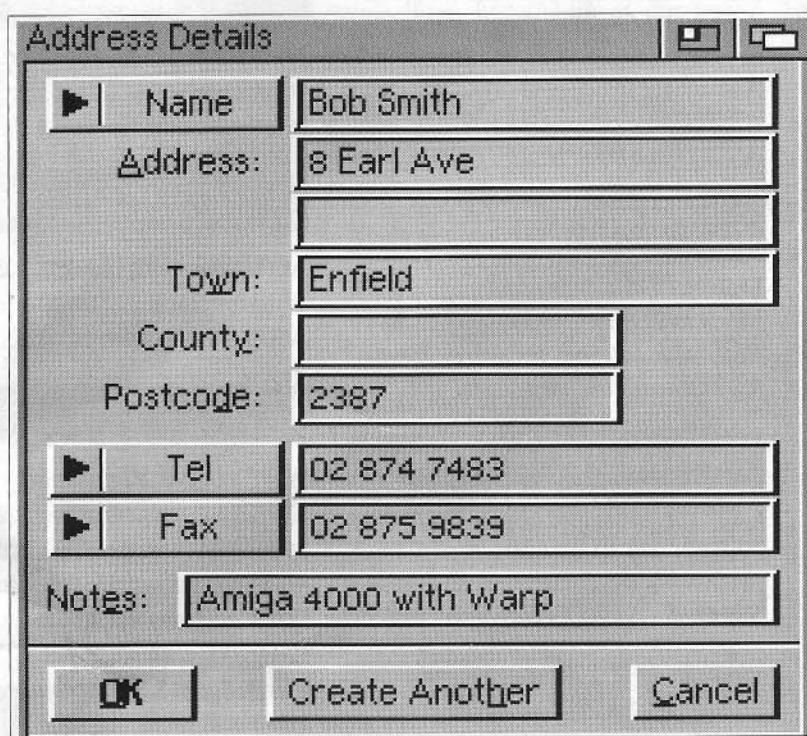 Address Details
Name Bob Smith
Address: 8 Earl Ave
Town: Enfield
County:
Postcode: 2387
Tel 02 874 7483
Fax 02 875 9839
Notes: Amiga 4000 with Warp
OK Create Another Cancel